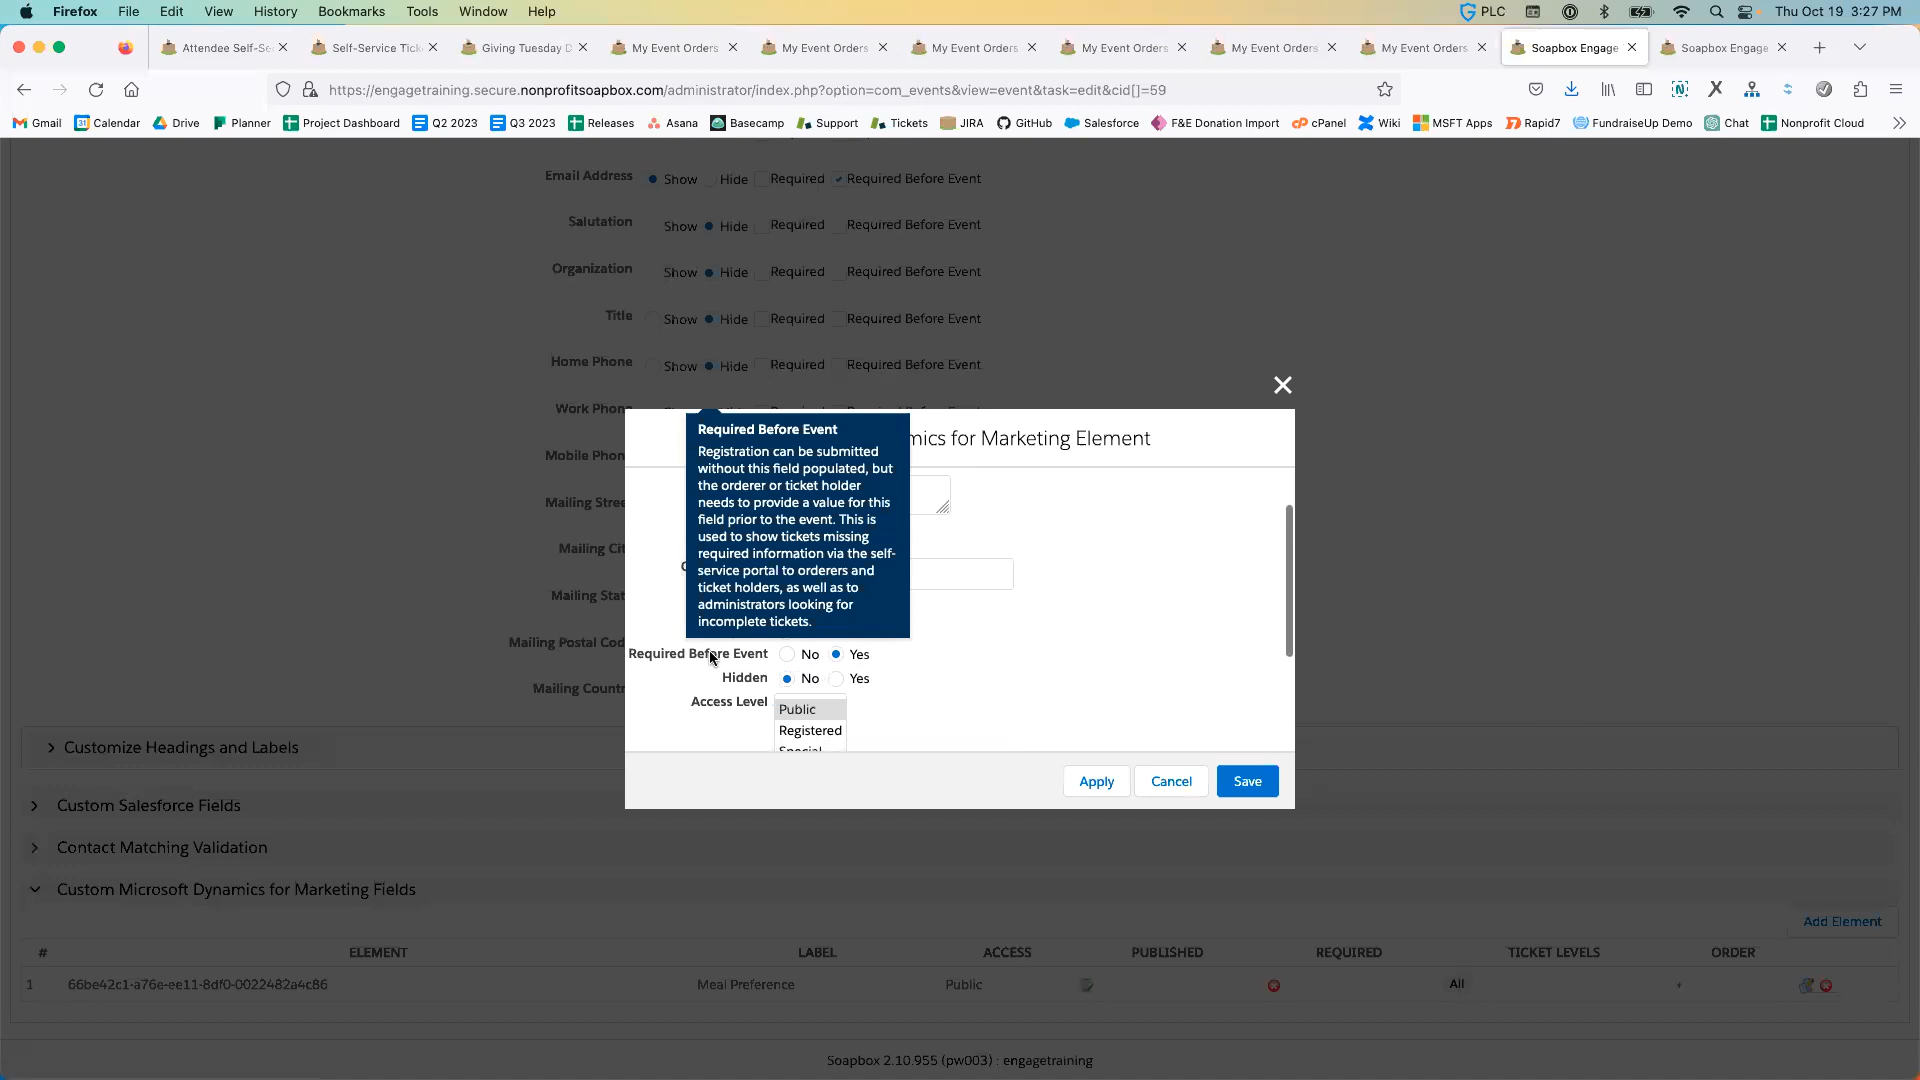 Firefox File Edit View History Bookmarks Tools Window Help PLC Thu Oct 19 3:27 PM
Attendee Self-Se Self-Service Tick Giving Tuesday D My Event Orders My Event Orders My Event Orders My Event Orders My Event Orders My Event Orders Soapbox Engage Soapbox Engage
https://engagetraining.secure.nonprofitsoapbox.com/administrator/index.php?option=com_events&view=event&task=edit&cid[]=59
Gmail Calendar Drive Planner Project Dashboard Q2 2023 Q3 2023 Releases Asana Basecamp Support Tickets JIRA GitHub Salesforce F&E Donation Import cPanel Wiki MSFT Apps Rapid7 FundraiseUp Demo Chat Nonprofit Cloud
Email Address Show Hide Required Required Before Event
Salutation Show Hide Required Required Before Event
Organization Show Hide Required Required Before Event
Title Show Hide Required Required Before Event
Home Phone Show Hide Required Required Before Event
Work Phon
Mobile Phon
Mailing Stre
Mailing Cit
Mailing Stat
Mailing Postal Cod
Mailing Countr
mics for Marketing Element
Required Before Event
Registration can be submitted
without this field populated, but
the orderer or ticket holder
needs to provide a value for this
field prior to the event. This is
used to show tickets missing
required information via the self-
service portal to orderers and
ticket holders, as well as to
administrators looking for
incomplete tickets.
Required Before Event No Yes
Hidden No Yes
Access Level Public
Registered
Special
Apply Cancel Save
Customize Headings and Labels
Custom Salesforce Fields
Contact Matching Validation
Custom Microsoft Dynamics for Marketing Fields
Add Element
# ELEMENT LABEL ACCESS PUBLISHED REQUIRED TICKET LEVELS ORDER
1 66be42c1-a76e-ee11-8df0-0022482a4c86 Meal Preference Public All
Soapbox 2.10.955 (pw003) : engagetraining